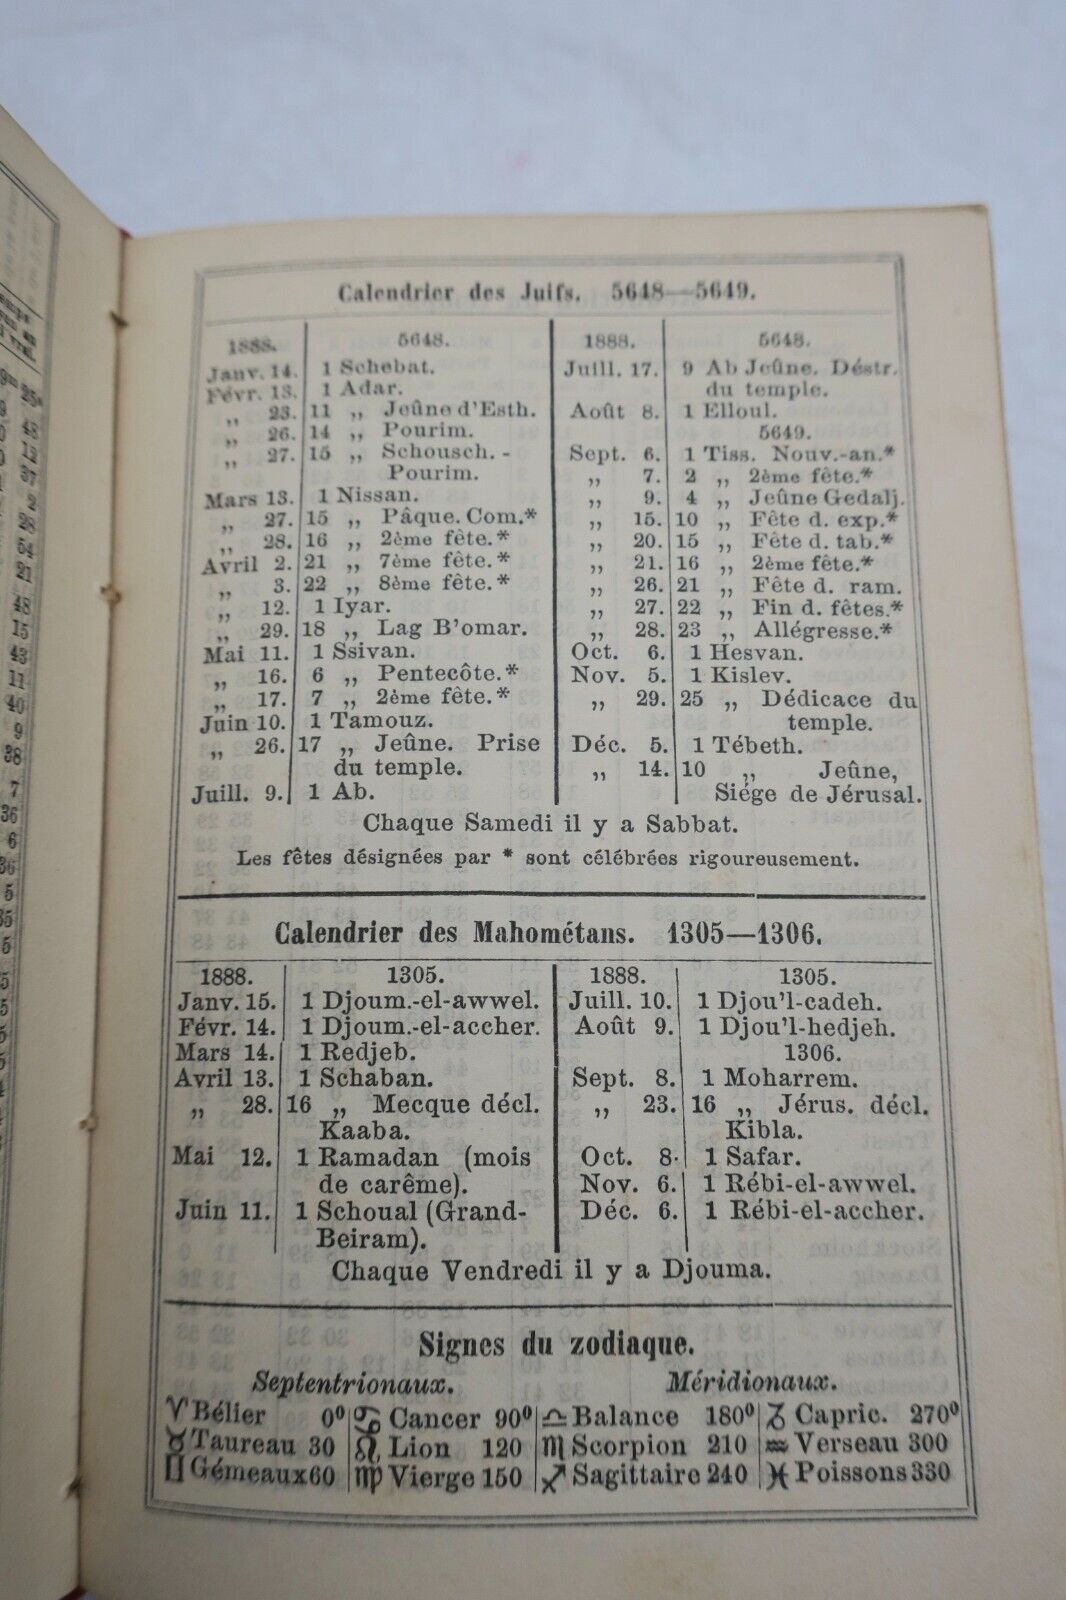 Calendrier des Juifs. 5648—5649.
1888. 5648.
Janv. 14. 1 Schebat.
Févr. 13. 1 Adar.
„ 23. 11 „ Jeûne d'Esth.
„ 26. 14 „ Pourim.
„ 27. 15 „ Schousch.-
Pourim.
Mars 13. 1 Nissan.
„ 27. 15 „ Pâque. Com.*
„ 28. 16 „ 2ème fête.*
Avril 2. 21 „ 7ème fête.*
„ 3. 22 „ 8ème fête.*
„ 12. 1 Iyar.
„ 29. 18 „ Lag B'omar.
Mai 11. 1 Ssivan.
„ 16. 6 „ Pentecôte.*
„ 17. 7 „ 2ème fête.*
Juin 10. 1 Tamouz.
„ 26. 17 „ Jeûne. Prise
du temple.
Juill. 9. 1 Ab.
1888. 5648.
Juill. 17. 9 Ab Jeûne. Déstr.
du temple.
Août 8. 1 Elloul.
5649.
Sept. 6. 1 Tiss. Nouv.-an.*
„ 7. 2 „ 2ème fête.*
„ 9. 4 „ Jeûne Gedalj.
„ 15. 10 „ Fête d. exp.*
„ 20. 15 „ Fête d. tab.*
„ 21. 16 „ 2ème fête.*
„ 26. 21 „ Fête d. ram.
„ 27. 22 „ Fin d. fêtes.*
„ 28. 23 „ Allégresse.*
Oct. 6. 1 Hesvan.
Nov. 5. 1 Kislev.
„ 29. 25 „ Dédicace du
temple.
Déc. 5. 1 Tébeth.
„ 14. 10 „ Jeûne,
Siége de Jérusal.
Chaque Samedi il y a Sabbat.
Les fêtes désignées par * sont célébrées rigoureusement.
Calendrier des Mahométans. 1305—1306.
1888. 1305.
Janv. 15. 1 Djoum.-el-awwel.
Févr. 14. 1 Djoum.-el-accher.
Mars 14. 1 Redjeb.
Avril 13. 1 Schaban.
„ 28. 16 „ Mecque décl.
Kaaba.
Mai 12. 1 Ramadan (mois
de carême).
Juin 11. 1 Schoual (Grand-
Beiram).
1888. 1305.
Juill. 10. 1 Djou'l-cadeh.
Août 9. 1 Djou'l-hedjeh.
1306.
Sept. 8. 1 Moharrem.
„ 23. 16 „ Jérus. décl.
Kibla.
Oct. 8. 1 Safar.
Nov. 6. 1 Rébi-el-awwel.
Déc. 6. 1 Rébi-el-accher.
Chaque Vendredi il y a Djouma.
Signes du zodiaque.
Septentrionaux. Méridionaux.
♈ Bélier 0° ♋ Cancer 90° ♎ Balance 180° ♑ Capric. 270°
♉ Taureau 30 ♌ Lion 120 ♏ Scorpion 210 ♒ Verseau 300
♊ Gémeaux 60 ♍ Vierge 150 ♐ Sagittaire 240 ♓ Poissons 330